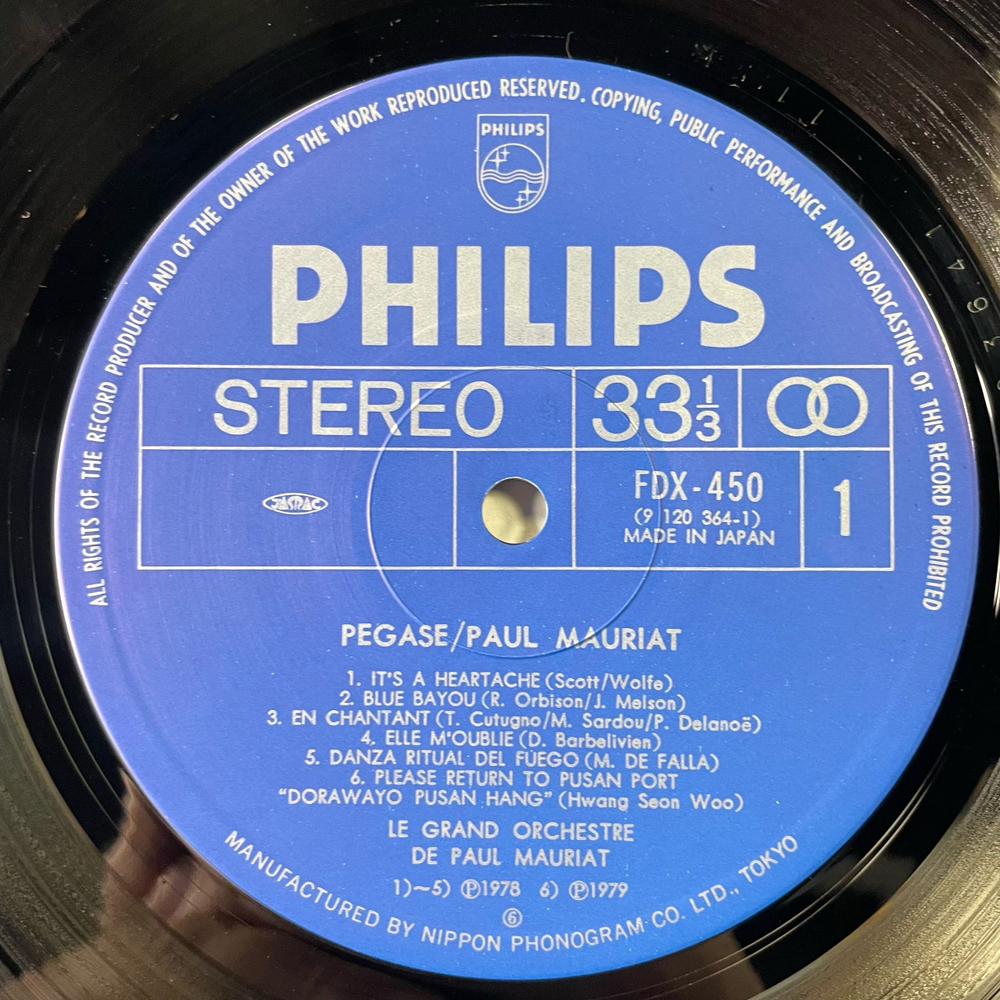 ALL RIGHTS OF THE RECORD PRODUCER AND OF THE OWNER OF THE WORK REPRODUCED RESERVED. COPYING, PUBLIC PERFORMANCE AND BROADCASTING OF THIS RECORD PROHIBITED
PHILIPS
PHILIPS
STEREO
33 1/3
JASRAC
FDX-450
(9 120 364-1)
MADE IN JAPAN
1
PEGASE/PAUL MAURIAT
1. IT'S A HEARTACHE (Scott/Wolfe)
2. BLUE BAYOU (R. Orbison/J. Melson)
3. EN CHANTANT (T. Cutugno/M. Sardou/P. Delanoë)
4. ELLE M'OUBLIE (D. Barbelivien)
5. DANZA RITUAL DEL FUEGO (M. DE FALLA)
6. PLEASE RETURN TO PUSAN PORT
"DORAWAYO PUSAN HANG" (Hwang Seon Woo)
LE GRAND ORCHESTRE
DE PAUL MAURIAT
1)~5) Ⓟ1978 6) Ⓟ1979
⑥
MANUFACTURED BY NIPPON PHONOGRAM CO. LTD., TOKYO